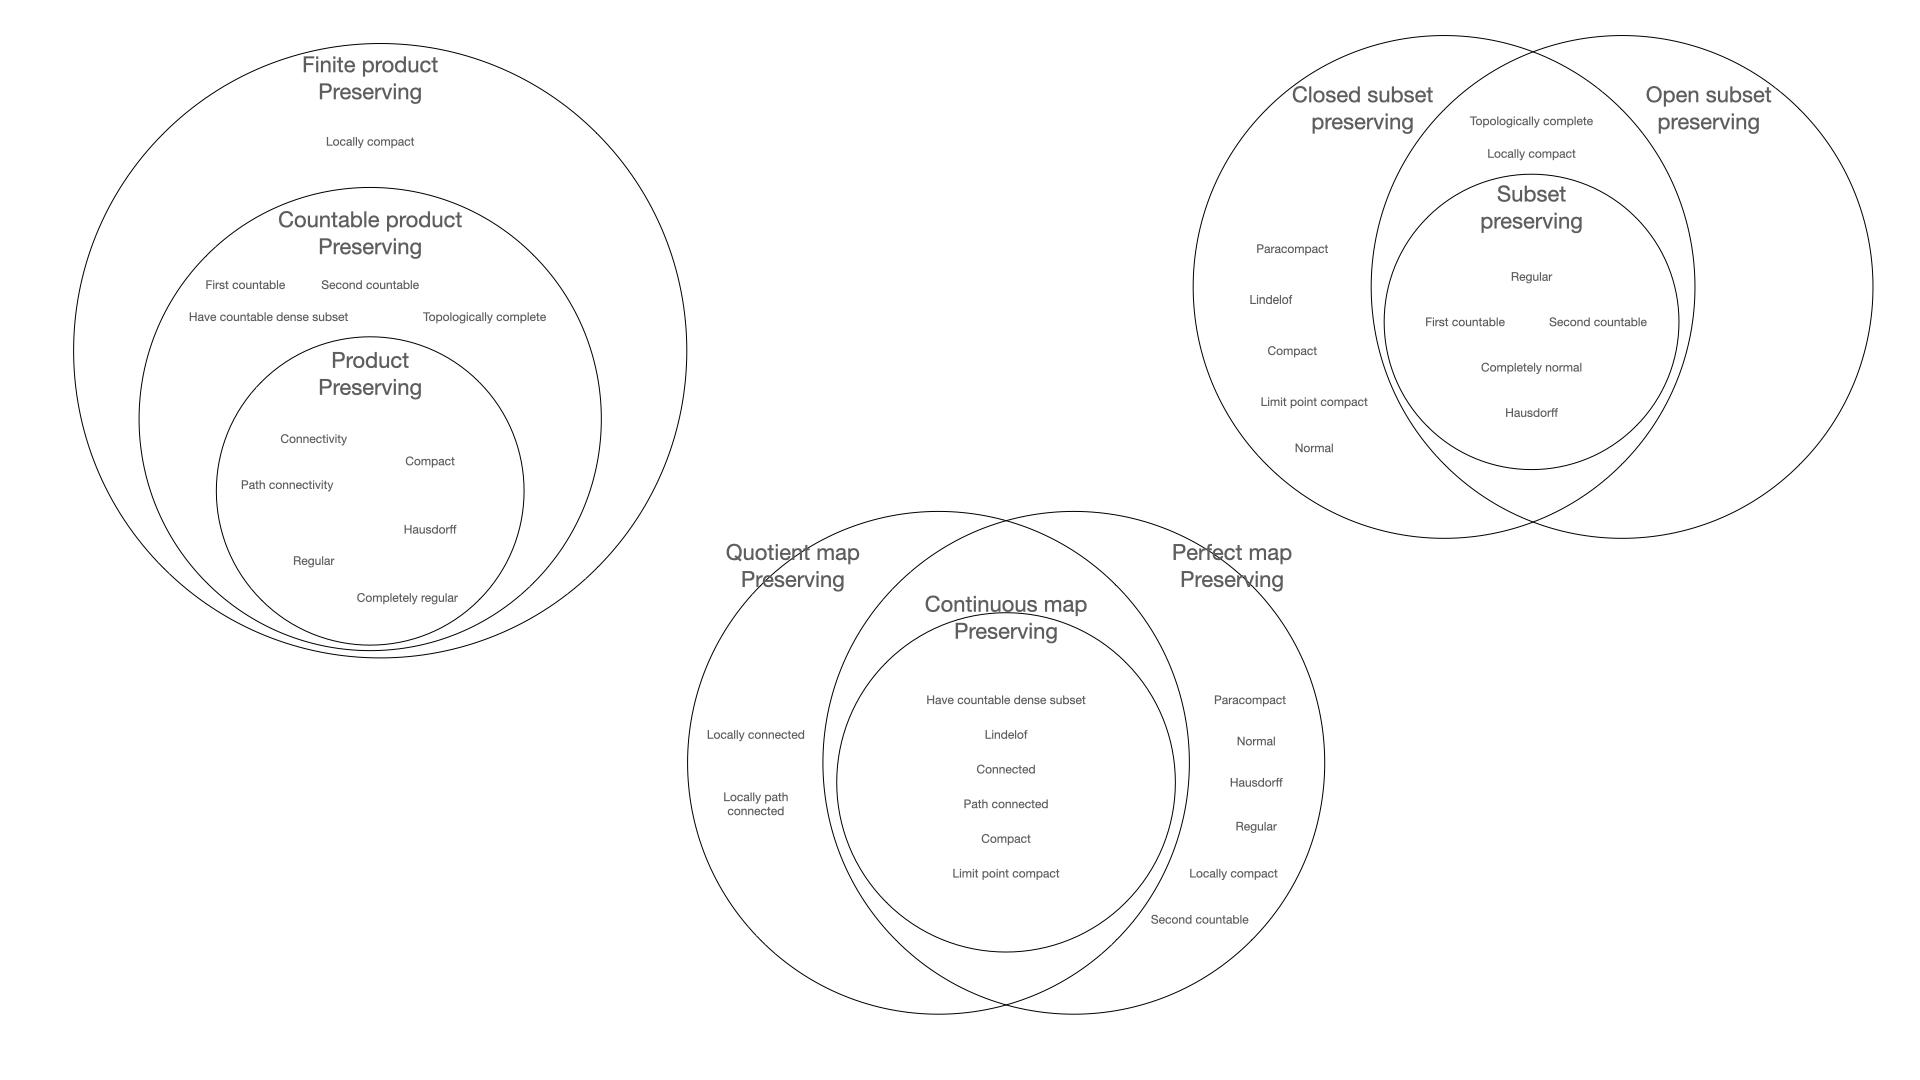 Finite product
Preserving
Locally compact
Countable product
Preserving
First countable
Second countable
Have countable dense subset
Topologically complete
Product
Preserving
Connectivity
Compact
Path connectivity
Hausdorff
Regular
Completely regular
Closed subset
preserving
Open subset
preserving
Topologically complete
Locally compact
Subset
preserving
Paracompact
Lindelof
Compact
Limit point compact
Normal
Regular
First countable
Second countable
Completely normal
Hausdorff
Quotient map
Preserving
Perfect map
Preserving
Continuous map
Preserving
Locally connected
Locally path
connected
Have countable dense subset
Lindelof
Connected
Path connected
Compact
Limit point compact
Paracompact
Normal
Hausdorff
Regular
Locally compact
Second countable